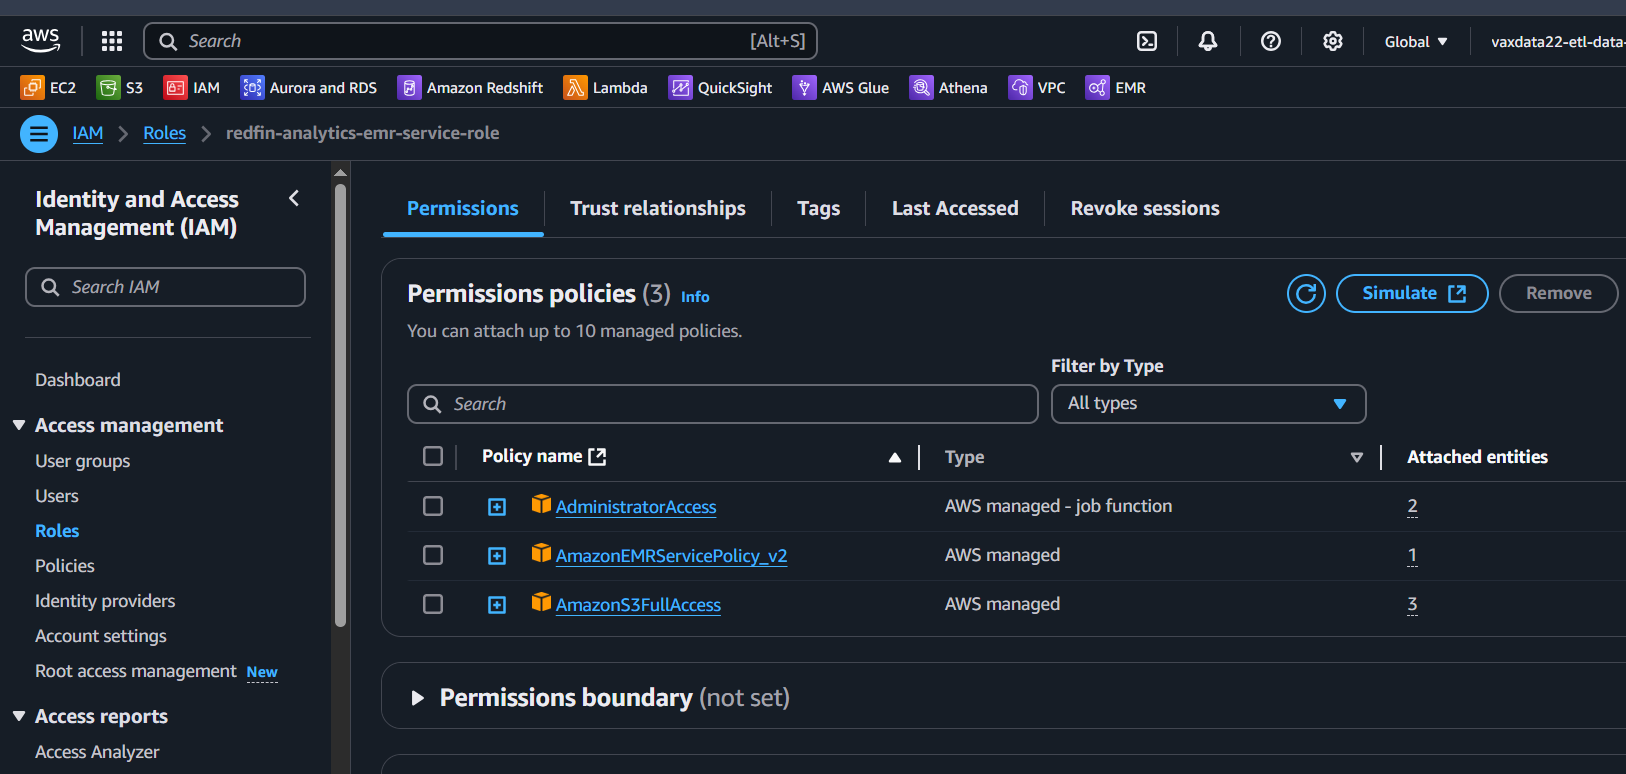 aws Search [Alt+S] Global vaxdata22-etl-data-
EC2 S3 IAM Aurora and RDS Amazon Redshift Lambda QuickSight AWS Glue Athena VPC EMR
IAM Roles redfin-analytics-emr-service-role
Identity and Access
Management (IAM)
Search IAM
Dashboard
Access management
User groups
Users
Roles
Policies
Identity providers
Account settings
Root access management New
Access reports
Access Analyzer
Permissions Trust relationships Tags Last Accessed Revoke sessions
Permissions policies (3) Info Simulate Remove
You can attach up to 10 managed policies.
Filter by Type
Search All types
Policy name Type Attached entities
AdministratorAccess AWS managed - job function 2
AmazonEMRServicePolicy_v2 AWS managed 1
AmazonS3FullAccess AWS managed 3
Permissions boundary (not set)